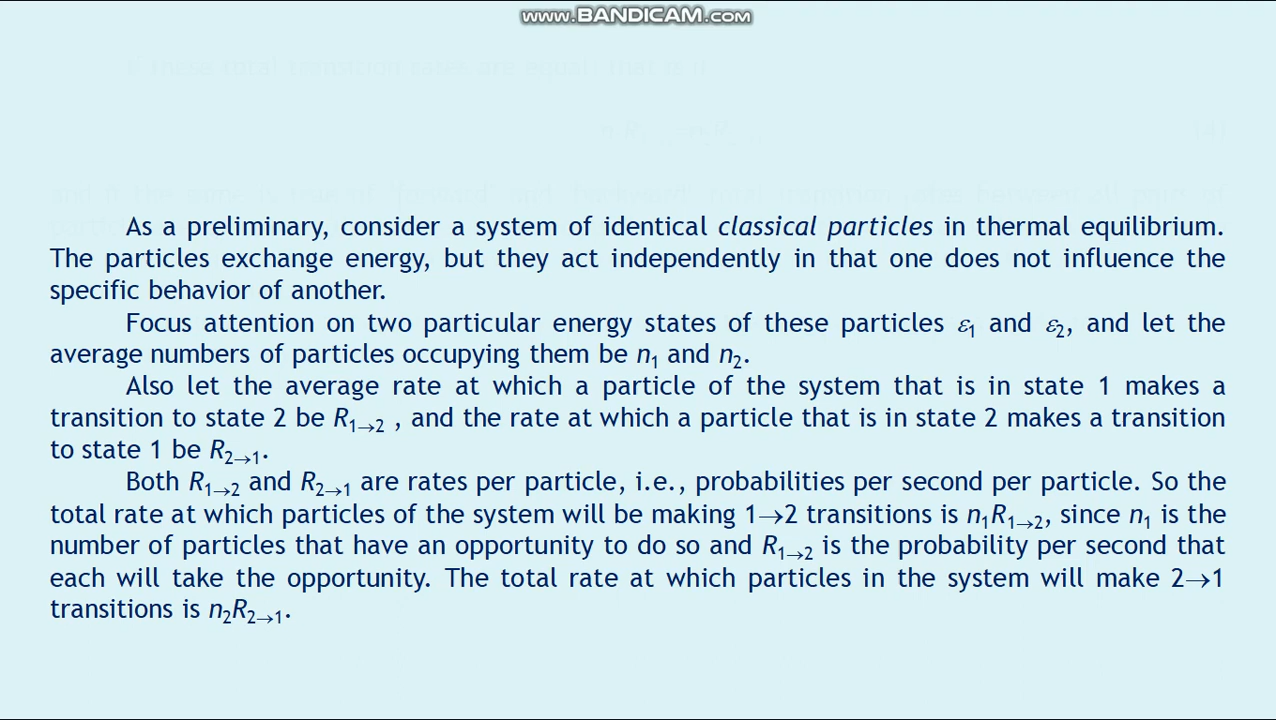 www.BANDICAM.com
As a preliminary, consider a system of identical classical particles in thermal equilibrium.
The particles exchange energy, but they act independently in that one does not influence the
specific behavior of another.
Focus attention on two particular energy states of these particles ε₁ and ε₂, and let the
average numbers of particles occupying them be n₁ and n₂.
Also let the average rate at which a particle of the system that is in state 1 makes a
transition to state 2 be R₁→₂ , and the rate at which a particle that is in state 2 makes a transition
to state 1 be R₂→₁.
Both R₁→₂ and R₂→₁ are rates per particle, i.e., probabilities per second per particle. So the
total rate at which particles of the system will be making 1→2 transitions is n₁R₁→₂, since n₁ is the
number of particles that have an opportunity to do so and R₁→₂ is the probability per second that
each will take the opportunity. The total rate at which particles in the system will make 2→1
transitions is n₂R₂→₁.